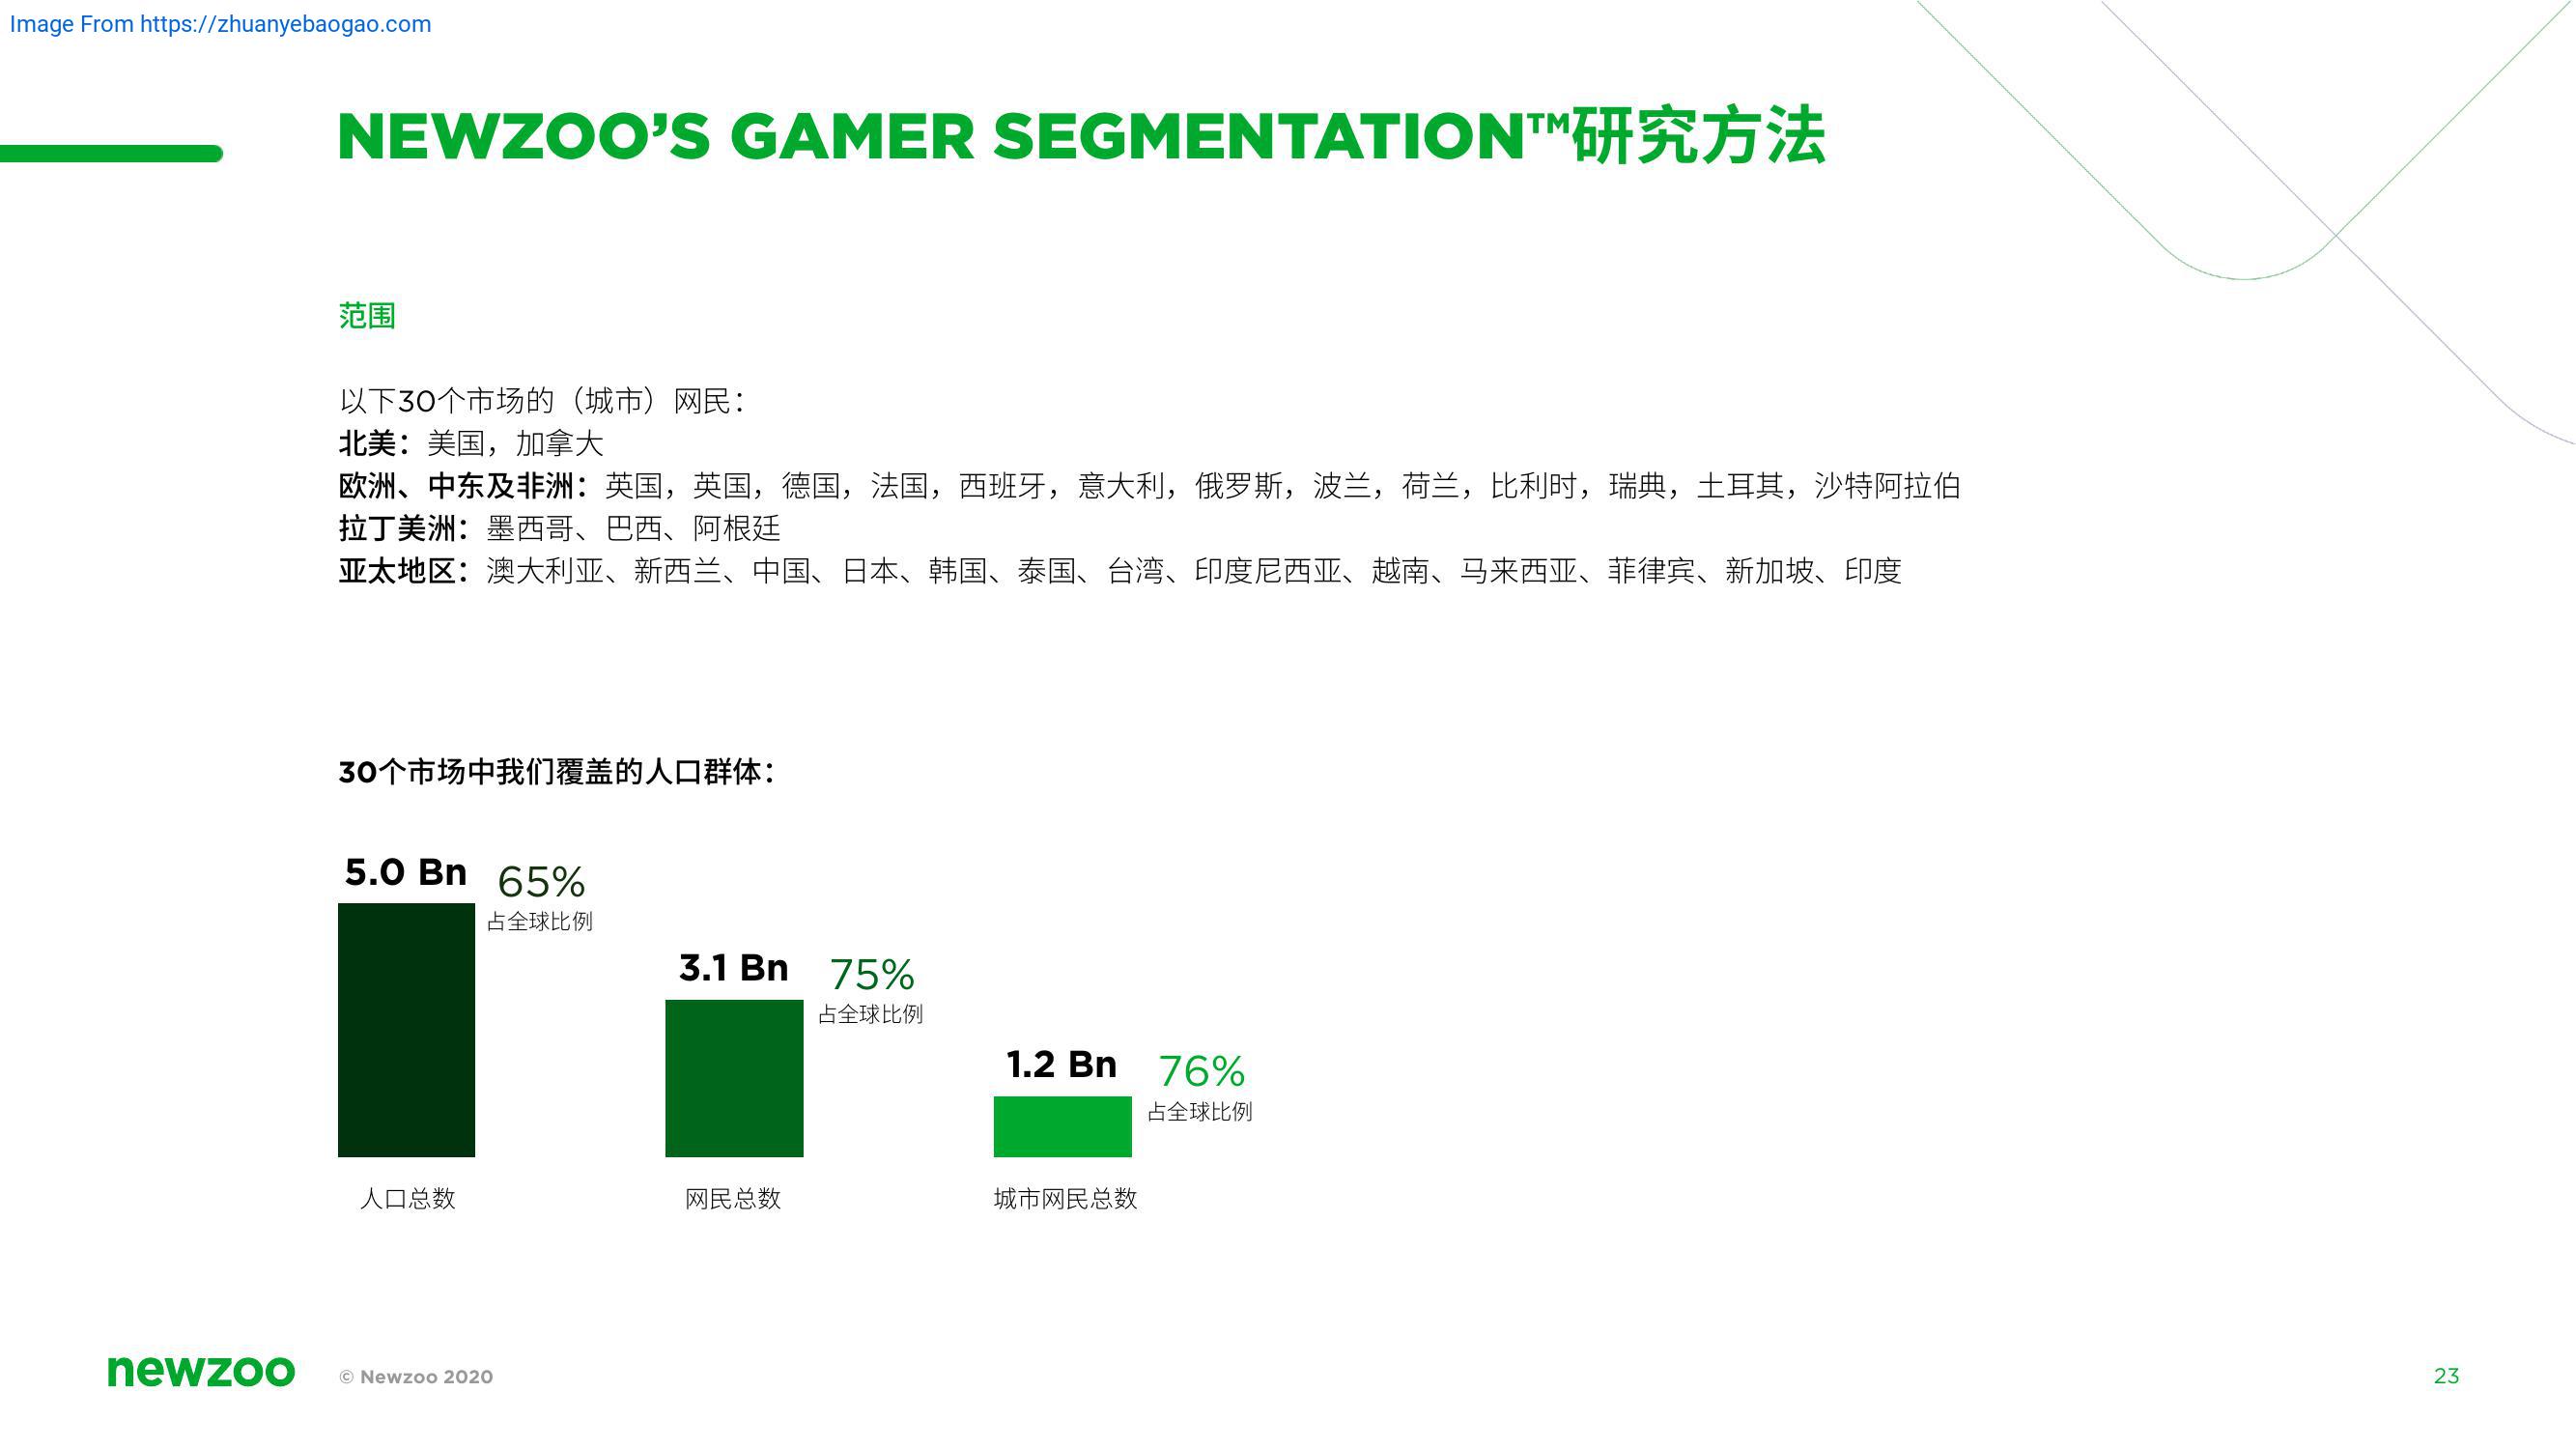 Image From https://zhuanyebaogao.com
NEWZOO’S GAMER SEGMENTATION™研究方法
范围
以下30个市场的（城市）网民：
北美：美国，加拿大
欧洲、中东及非洲：英国，英国，德国，法国，西班牙，意大利，俄罗斯，波兰，荷兰，比利时，瑞典，土耳其，沙特阿拉伯
拉丁美洲：墨西哥、巴西、阿根廷
亚太地区：澳大利亚、新西兰、中国、日本、韩国、泰国、台湾、印度尼西亚、越南、马来西亚、菲律宾、新加坡、印度
30个市场中我们覆盖的人口群体：
5.0 Bn
65%
占全球比例
3.1 Bn
75%
占全球比例
1.2 Bn
76%
占全球比例
人口总数
网民总数
城市网民总数
newzoo
© Newzoo 2020
23